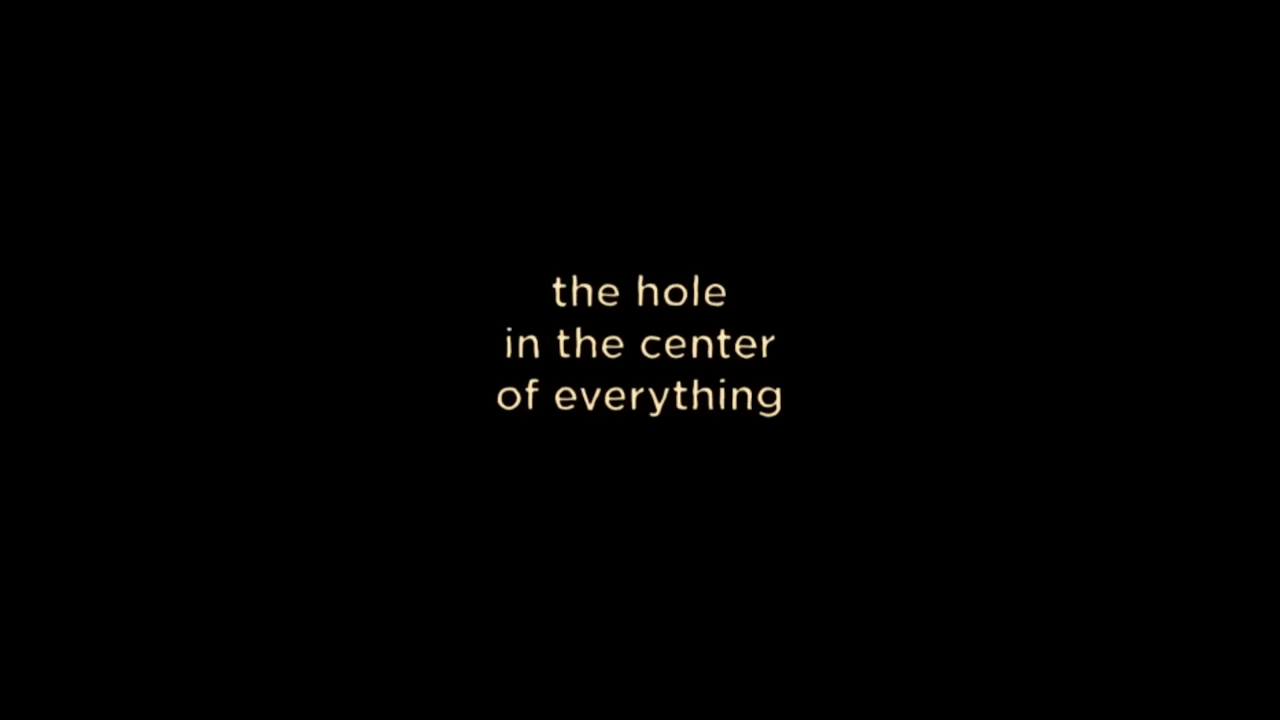 the hole
in the center
of everything